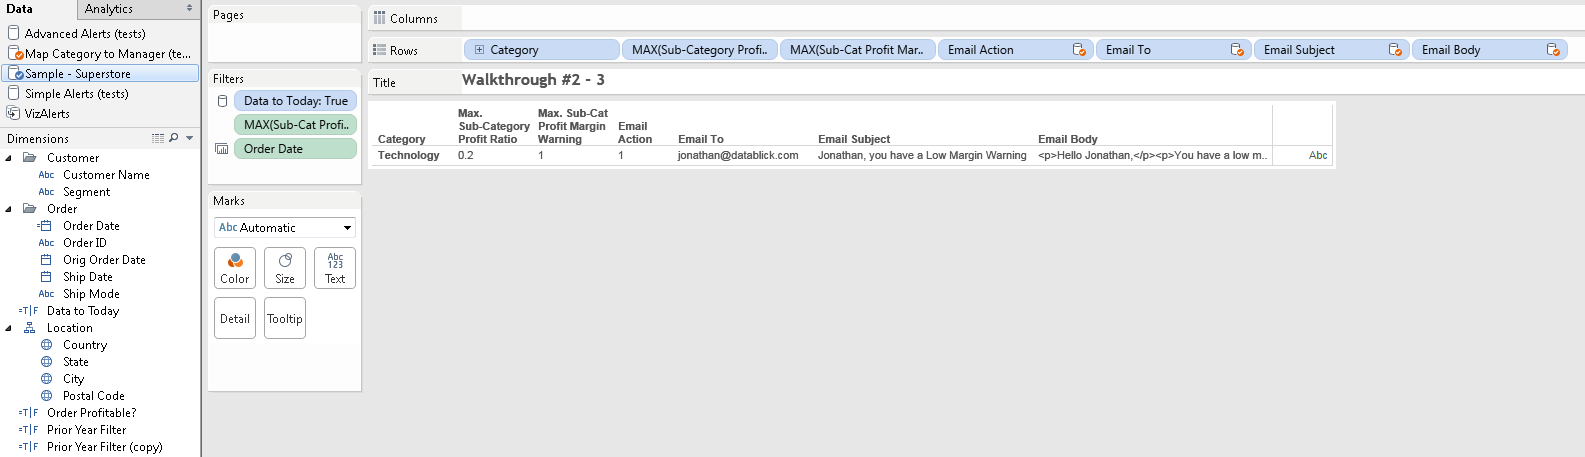 Data
Analytics
Advanced Alerts (tests)
Map Category to Manager (te...
Sample - Superstore
Simple Alerts (tests)
VizAlerts
Dimensions
Customer
Abc Customer Name
Abc Segment
Order
Order Date
Abc Order ID
Orig Order Date
Ship Date
Abc Ship Mode
=T|F Data to Today
Location
Country
State
City
Postal Code
=T|F Order Profitable?
=T|F Prior Year Filter
=T|F Prior Year Filter (copy)
Pages
Filters
Data to Today: True
MAX(Sub-Cat Profi..
Order Date
Marks
Abc Automatic
Color
Size
Abc
123
Text
Detail
Tooltip
Columns
Rows
Category
MAX(Sub-Category Profi..
MAX(Sub-Cat Profit Mar..
Email Action
Email To
Email Subject
Email Body
Title
Walkthrough #2 - 3
Category
Max.
Sub-Category
Profit Ratio
Max. Sub-Cat
Profit Margin
Warning
Email
Action
Email To
Email Subject
Email Body
Technology 0.2 1 1 jonathan@datablick.com Jonathan, you have a Low Margin Warning <p>Hello Jonathan,</p><p>You have a low m.. Abc